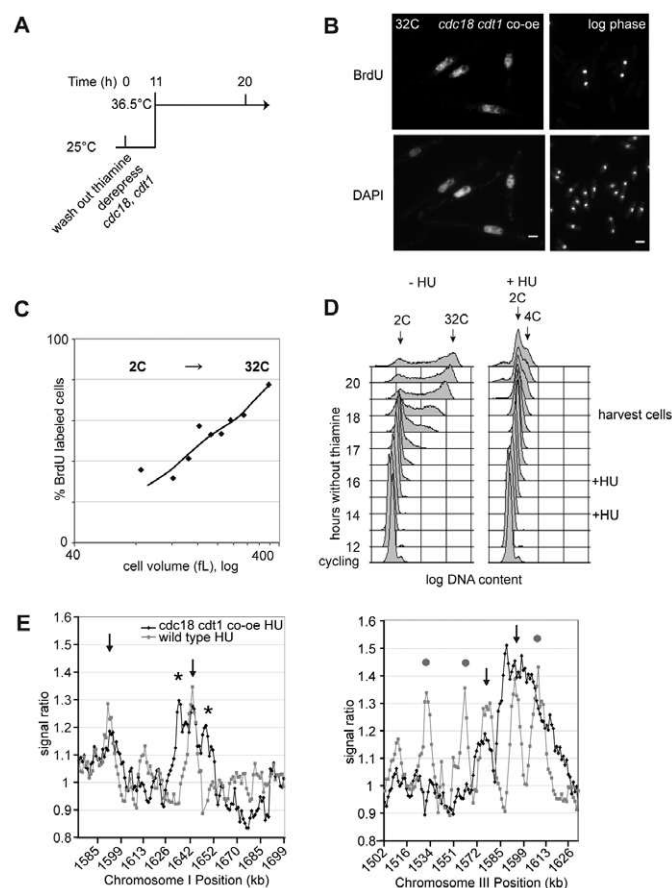 A
Time (h) 0 11 20
36.5°C
25°C
wash out thiamine
derepress
cdc18, cdt1
B
32C cdc18 cdt1 co-oe log phase
BrdU
DAPI
C
100
2C → 32C
% BrdU labeled cells
0
40 400
cell volume (fL), log
D
- HU + HU
2C 32C 2C 4C
hours without thiamine
20
18
17
16
14
12
cycling
harvest cells
+HU
+HU
log DNA content
E
cdc18 cdt1 co-oe HU
wild type HU
* *
signal ratio
1.6
1.5
1.4
1.3
1.2
1.1
1
0.9
0.8
1585 1599 1613 1626 1642 1652 1670 1685 1699
Chromosome I Position (kb)
signal ratio
1.6
1.5
1.4
1.3
1.2
1.1
1
0.9
0.8
1502 1516 1534 1551 1572 1585 1599 1613 1626
Chromosome III Position (kb)